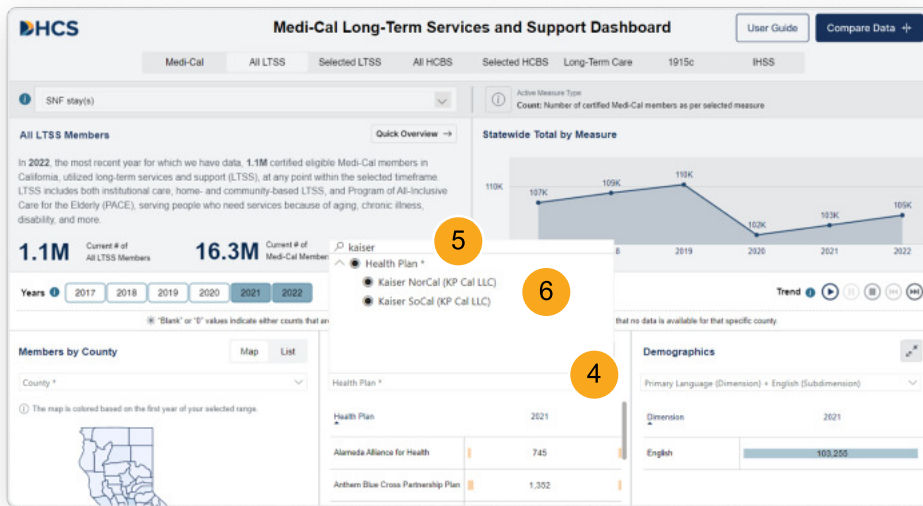 DHCS
Medi-Cal Long-Term Services and Support Dashboard
User Guide
Compare Data
Medi-Cal
All LTSS
Selected LTSS
All HCBS
Selected HCBS
Long-Term Care
1915c
IHSS
SNF stay(s)
Active Measure Type
Count: Number of certified Medi-Cal members as per selected measure
All LTSS Members
Quick Overview →
In 2022, the most recent year for which we have data, 1.1M certified eligible Medi-Cal members in
California, utilized long-term services and support (LTSS), at any point within the selected timeframe.
LTSS includes both institutional care, home- and community-based LTSS, and Program of All-Inclusive
Care for the Elderly (PACE), serving people who need services because of aging, chronic illness,
disability, and more.
1.1M
Current # of
All LTSS Members
16.3M
Current # of
Medi-Cal Member
Statewide Total by Measure
110K
107K
109K
110K
102K
103K
105K
8
2019
2020
2021
2022
kaiser
5
Health Plan *
Kaiser NorCal (KP Cal LLC)
Kaiser SoCal (KP Cal LLC)
6
Years
2017
2018
2019
2020
2021
2022
Trend
"Blank" or "0" values indicate either counts that are
that no data is available for that specific county.
Members by County
Map
List
County *
The map is colored based on the first year of your selected range.
Health Plan *
4
Health Plan
2021
Alameda Alliance for Health
745
Anthem Blue Cross Partnership Plan
1,352
Demographics
Primary Language (Dimension) + English (Subdimension)
Dimension
2021
English
103,255